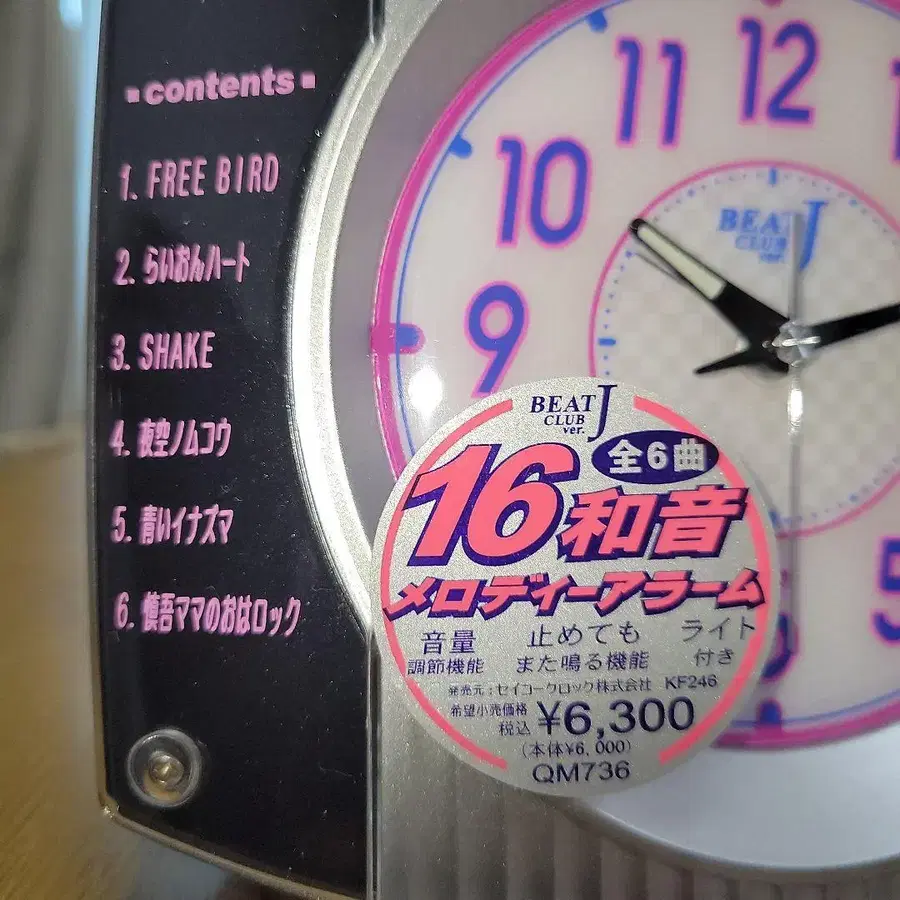 contents
1. FREE BIRD
2. らいおんハート
3. SHAKE
4. 夜空ノムコウ
5. 青いイナズマ
6. 慎吾ママのおはロック
11
12
10
9
5
BEAT
CLUB
ver. J
BEAT
CLUB
ver. J
全6曲
16和音
メロディーアラーム
音量
調節機能
止めても
また鳴る機能
ライト
付き
発売元:セイコークロック株式会社 KF246
希望小売価格
税込 ¥6,300
(本体¥6,000)
QM736